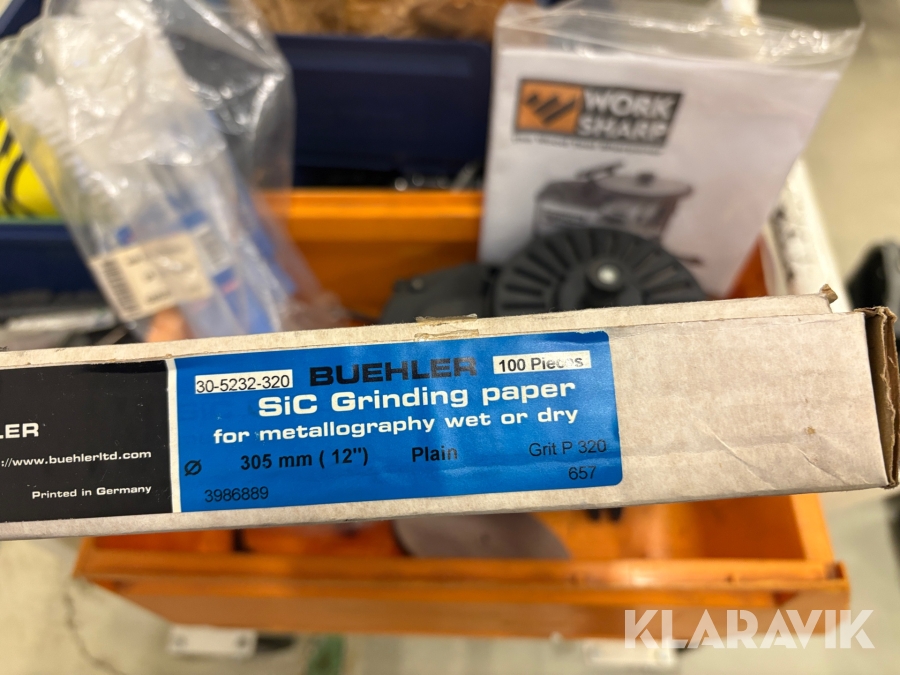 WORK
SHARP
30-5232-320 BUEHLER 100 Pieces
SiC Grinding paper
for metallography wet or dry
Ø 305 mm ( 12") Plain Grit P 320
657
3986889
LER
://www.buehlerltd.com
Printed in Germany
KLARAVIK